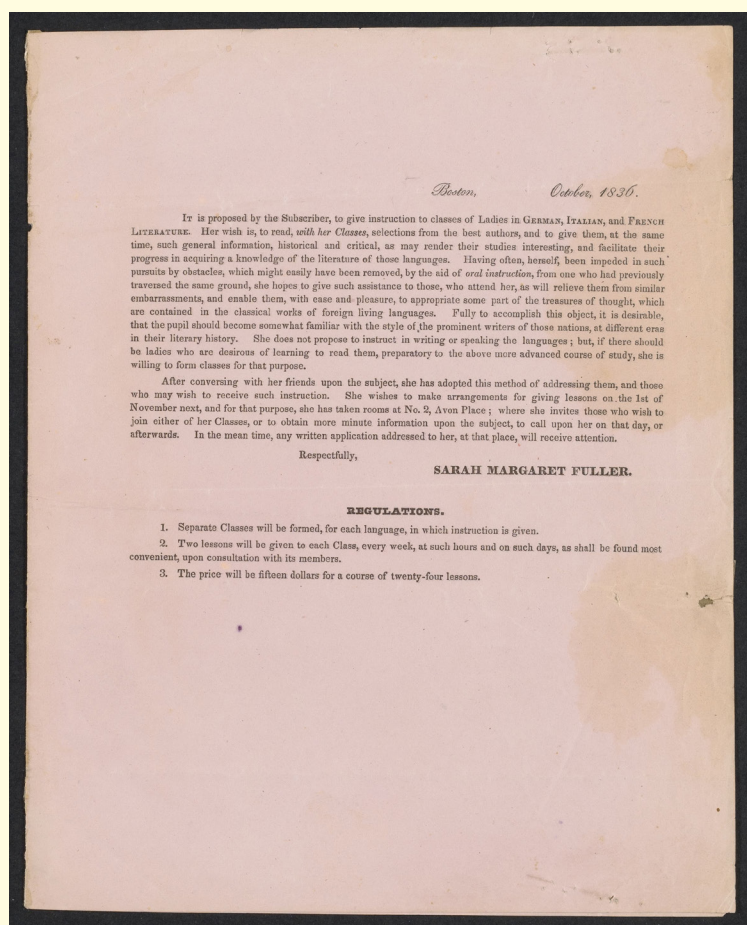 Boston, October, 1836.
IT is proposed by the Subscriber, to give instruction to classes of Ladies in GERMAN, ITALIAN, and FRENCH
LITERATURE. Her wish is, to read, with her Classes, selections from the best authors, and to give them, at the same
time, such general information, historical and critical, as may render their studies interesting, and facilitate their
progress in acquiring a knowledge of the literature of those languages. Having often, herself, been impeded in such
pursuits by obstacles, which might easily have been removed, by the aid of oral instruction, from one who had previously
traversed the same ground, she hopes to give such assistance to those, who attend her, as will relieve them from similar
embarrassments, and enable them, with ease and pleasure, to appropriate some part of the treasures of thought, which
are contained in the classical works of foreign living languages. Fully to accomplish this object, it is desirable,
that the pupil should become somewhat familiar with the style of the prominent writers of those nations, at different eras
in their literary history. She does not propose to instruct in writing or speaking the languages; but, if there should
be ladies who are desirous of learning to read them, preparatory to the above more advanced course of study, she is
willing to form classes for that purpose.
After conversing with her friends upon the subject, she has adopted this method of addressing them, and those
who may wish to receive such instruction. She wishes to make arrangements for giving lessons on the 1st of
November next, and for that purpose, she has taken rooms at No. 2, Avon Place; where she invites those who wish to
join either of her Classes, or to obtain more minute information upon the subject, to call upon her on that day, or
afterwards. In the mean time, any written application addressed to her, at that place, will receive attention.
Respectfully,
SARAH MARGARET FULLER.
REGULATIONS.
1. Separate Classes will be formed, for each language, in which instruction is given.
2. Two lessons will be given to each Class, every week, at such hours and on such days, as shall be found most
convenient, upon consultation with its members.
3. The price will be fifteen dollars for a course of twenty-four lessons.